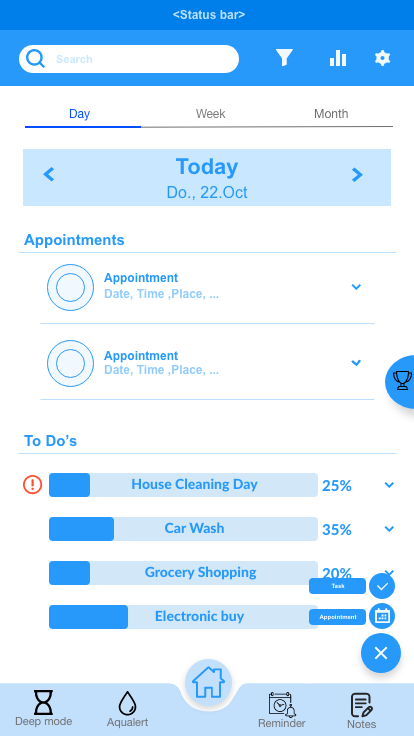 <Status bar>
Search
Day Week Month
Today
Do., 22.Oct
Appointments
Appointment
Date, Time ,Place, ...
Appointment
Date, Time ,Place, ...
To Do's
House Cleaning Day 25%
Car Wash 35%
Grocery Shopping 20%
Task
Electronic buy
Appointment
Deep mode Aqualert Reminder Notes